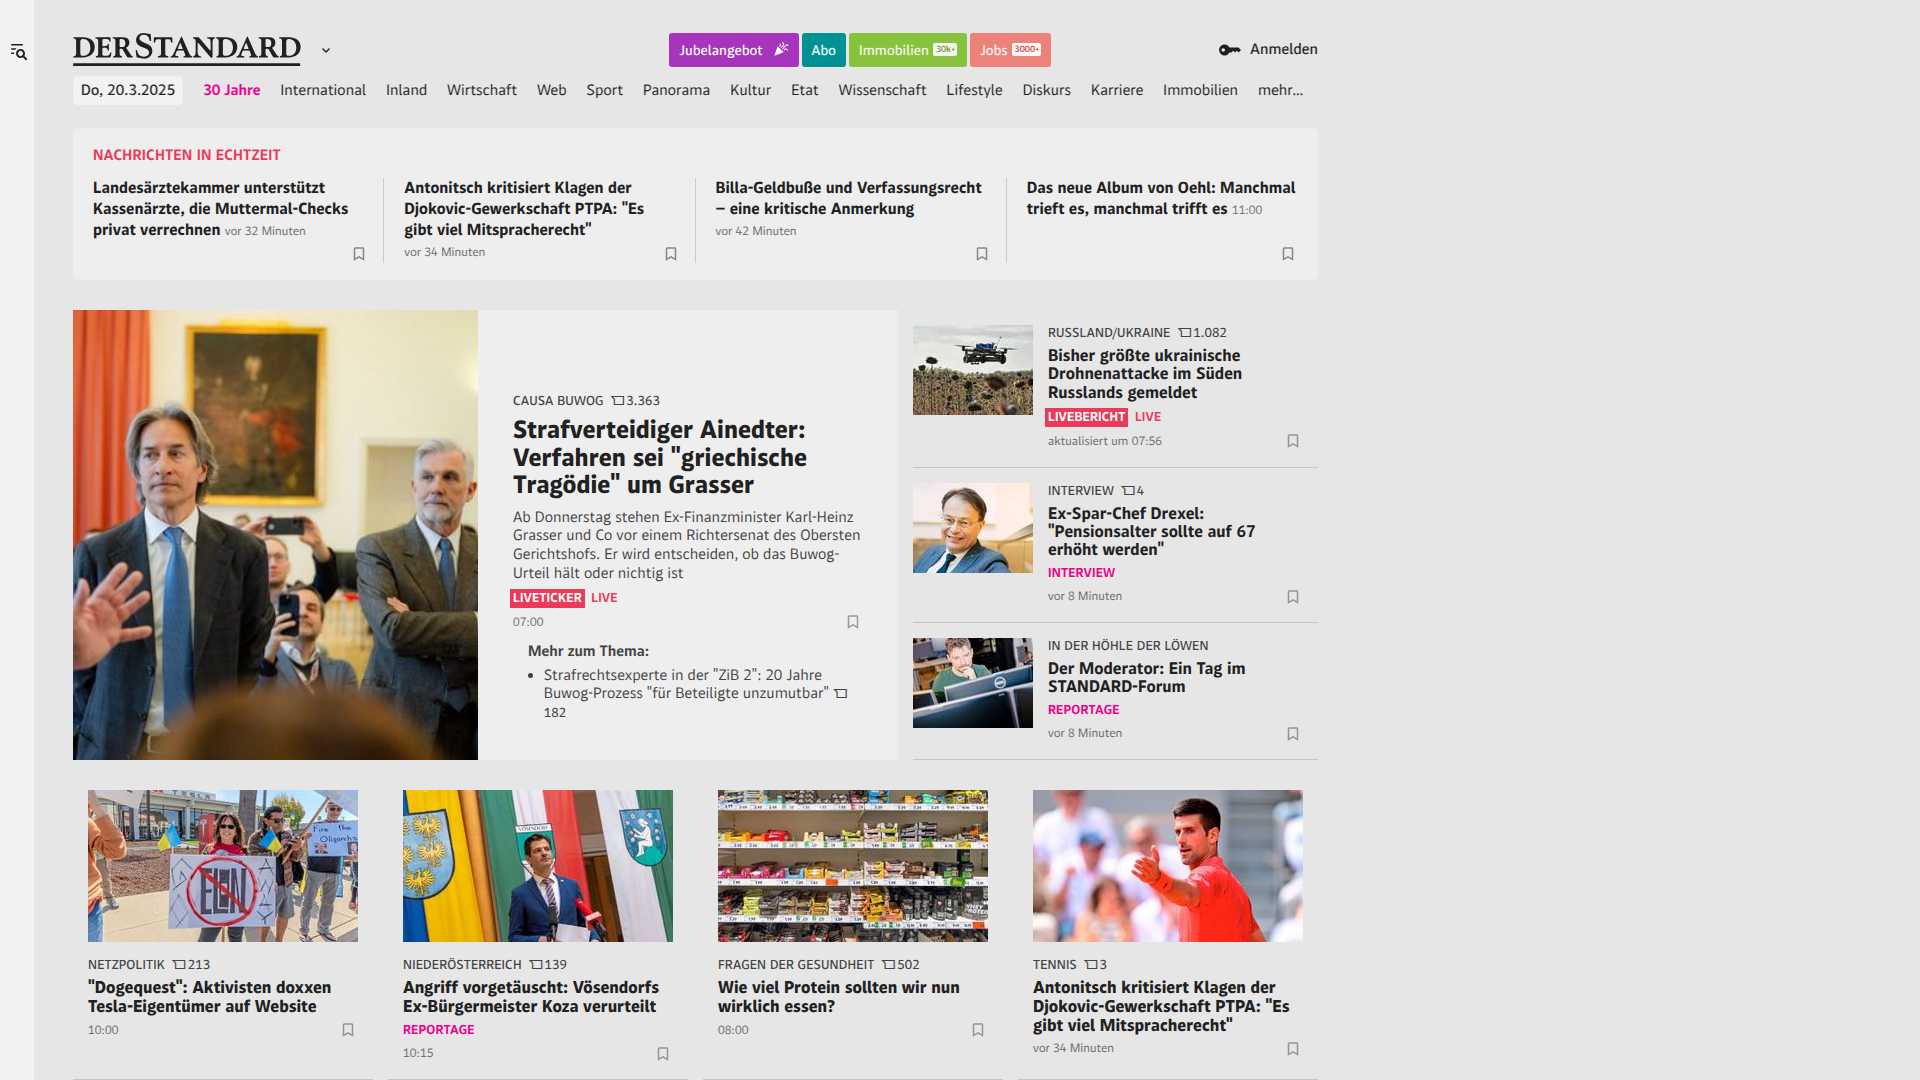 DERSTANDARD
Jubelangebot
Abo
Immobilien 30k+
Jobs 3000+
Anmelden
Do, 20.3.2025
30 Jahre
International
Inland
Wirtschaft
Web
Sport
Panorama
Kultur
Etat
Wissenschaft
Lifestyle
Diskurs
Karriere
Immobilien
mehr...
NACHRICHTEN IN ECHTZEIT
Landesärztekammer unterstützt
Kassenärzte, die Muttermal-Checks
privat verrechnen vor 32 Minuten
Antonitsch kritisiert Klagen der
Djokovic-Gewerkschaft PTPA: "Es
gibt viel Mitspracherecht"
vor 34 Minuten
Billa-Geldbuße und Verfassungsrecht
– eine kritische Anmerkung
vor 42 Minuten
Das neue Album von Oehl: Manchmal
trieft es, manchmal trifft es 11:00
CAUSA BUWOG 3.363
Strafverteidiger Ainedter:
Verfahren sei "griechische
Tragödie" um Grasser
Ab Donnerstag stehen Ex-Finanzminister Karl-Heinz
Grasser und Co vor einem Richtersenat des Obersten
Gerichtshofs. Er wird entscheiden, ob das Buwog-
Urteil hält oder nichtig ist
LIVETICKER LIVE
07:00
Mehr zum Thema:
• Strafrechtsexperte in der "ZiB 2": 20 Jahre
Buwog-Prozess "für Beteiligte unzumutbar"
182
RUSSLAND/UKRAINE 1.082
Bisher größte ukrainische
Drohnenattacke im Süden
Russlands gemeldet
LIVEBERICHT LIVE
aktualisiert um 07:56
INTERVIEW 4
Ex-Spar-Chef Drexel:
"Pensionsalter sollte auf 67
erhöht werden"
INTERVIEW
vor 8 Minuten
IN DER HÖHLE DER LÖWEN
Der Moderator: Ein Tag im
STANDARD-Forum
REPORTAGE
vor 8 Minuten
TESLA
ELON
VÖSENDORF
NETZPOLITIK 213
"Dogequest": Aktivisten doxxen
Tesla-Eigentümer auf Website
10:00
NIEDERÖSTERREICH 139
Angriff vorgetäuscht: Vösendorfs
Ex-Bürgermeister Koza verurteilt
REPORTAGE
10:15
FRAGEN DER GESUNDHEIT 502
Wie viel Protein sollten wir nun
wirklich essen?
08:00
TENNIS 3
Antonitsch kritisiert Klagen der
Djokovic-Gewerkschaft PTPA: "Es
gibt viel Mitspracherecht"
vor 34 Minuten